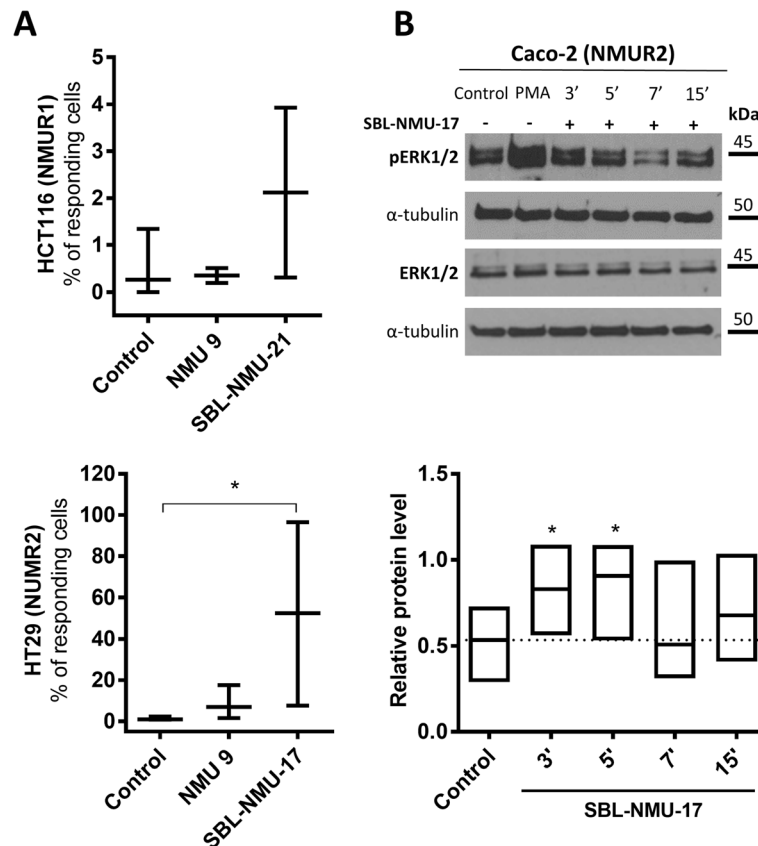 A
HCT116 (NMUR1)
% of responding cells
5
4
3
2
1
0
Control
NMU 9
SBL-NMU-21
B
Caco-2 (NMUR2)
Control PMA 3’ 5’ 7’ 15’
kDa
SBL-NMU-17 - - + + + +
pERK1/2
45
α-tubulin
50
ERK1/2
45
α-tubulin
50
HT29 (NUMR2)
% of responding cells
120
100
80
60
40
20
0
*
Control
NMU 9
SBL-NMU-17
Relative protein level
1.5
1.0
0.5
0.0
* *
Control
3'
5'
7'
15'
SBL-NMU-17